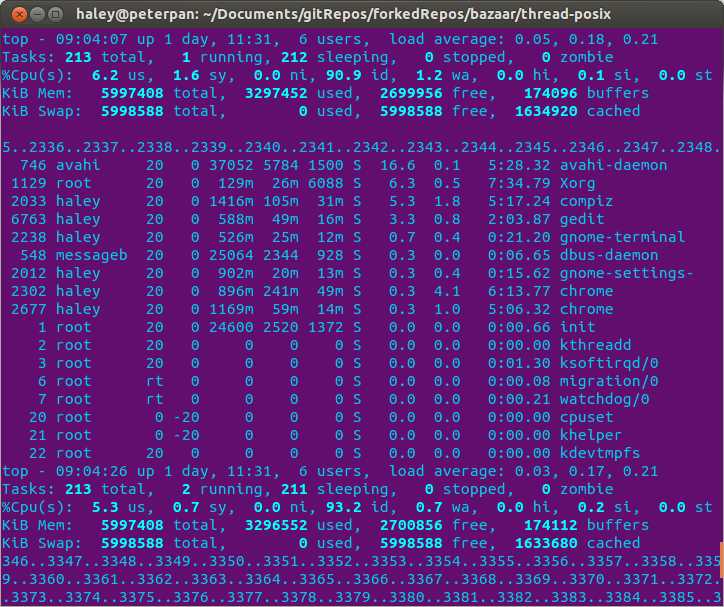 haley@peterpan: ~/Documents/gitRepos/forkedRepos/bazaar/thread-posix
top - 09:04:07 up 1 day, 11:31,  6 users,  load average: 0.05, 0.18, 0.21
Tasks: 213 total,   1 running, 212 sleeping,   0 stopped,   0 zombie
%Cpu(s):  6.2 us,  1.6 sy,  0.0 ni, 90.9 id,  1.2 wa,  0.0 hi,  0.1 si,  0.0 st
KiB Mem:   5997408 total,  3297452 used,  2699956 free,   174096 buffers
KiB Swap:  5998588 total,        0 used,  5998588 free,  1634920 cached
5..2336..2337..2338..2339..2340..2341..2342..2343..2344..2345..2346..2347..2348.
  746 avahi     20   0 37052 5784 1500 S  16.6  0.1   5:28.32 avahi-daemon
 1129 root      20   0  129m  26m 6088 S   6.3  0.5   7:34.79 Xorg
 2033 haley     20   0 1416m 105m  31m S   5.3  1.8   5:17.24 compiz
 6763 haley     20   0  588m  49m  16m S   3.3  0.8   2:03.87 gedit
 2238 haley     20   0  526m  25m  12m S   0.7  0.4   0:21.20 gnome-terminal
  548 messageb  20   0 25064 2344  928 S   0.3  0.0   0:06.65 dbus-daemon
 2012 haley     20   0  902m  20m  13m S   0.3  0.4   0:15.62 gnome-settings-
 2302 haley     20   0  896m 241m  49m S   0.3  4.1   6:13.77 chrome
 2677 haley     20   0 1169m  59m  14m S   0.3  1.0   5:06.32 chrome
    1 root      20   0 24600 2520 1372 S   0.0  0.0   0:00.66 init
    2 root      20   0     0    0    0 S   0.0  0.0   0:00.00 kthreadd
    3 root      20   0     0    0    0 S   0.0  0.0   0:01.30 ksoftirqd/0
    6 root      rt   0     0    0    0 S   0.0  0.0   0:00.08 migration/0
    7 root      rt   0     0    0    0 S   0.0  0.0   0:00.21 watchdog/0
   20 root       0 -20     0    0    0 S   0.0  0.0   0:00.00 cpuset
   21 root       0 -20     0    0    0 S   0.0  0.0   0:00.00 khelper
   22 root      20   0     0    0    0 S   0.0  0.0   0:00.00 kdevtmpfs
top - 09:04:26 up 1 day, 11:31,  6 users,  load average: 0.03, 0.17, 0.21
Tasks: 213 total,   2 running, 211 sleeping,   0 stopped,   0 zombie
%Cpu(s):  5.3 us,  0.7 sy,  0.0 ni, 93.2 id,  0.7 wa,  0.0 hi,  0.2 si,  0.0 st
KiB Mem:   5997408 total,  3296552 used,  2700856 free,   174112 buffers
KiB Swap:  5998588 total,        0 used,  5998588 free,  1633680 cached
346..3347..3348..3349..3350..3351..3352..3353..3354..3355..3356..3357..3358..335
9..3360..3361..3362..3363..3364..3365..3366..3367..3368..3369..3370..3371..3372.
.3373..3374..3375..3376..3377..3378..3379..3380..3381..3382..3383..3384..3385..3